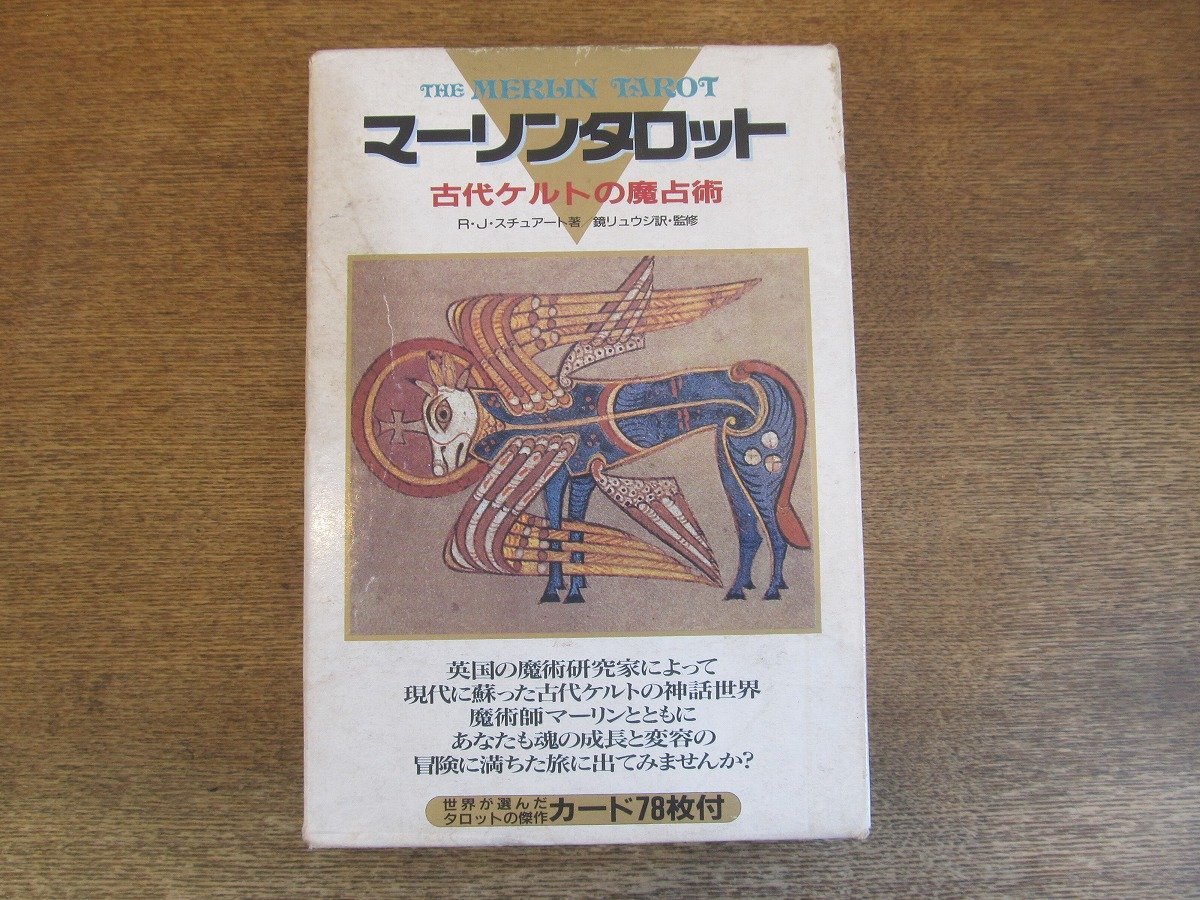 THE MERLIN TAROT
マーリンタロット
古代ケルトの魔占術
R・J・スチュアート著／鏡リュウジ訳・監修
英国の魔術研究家によって
現代に蘇った古代ケルトの神話世界
魔術師マーリンとともに
あなたも魂の成長と変容の
冒険に満ちた旅に出てみませんか?
世界が選んだ
タロットの傑作
カード78枚付